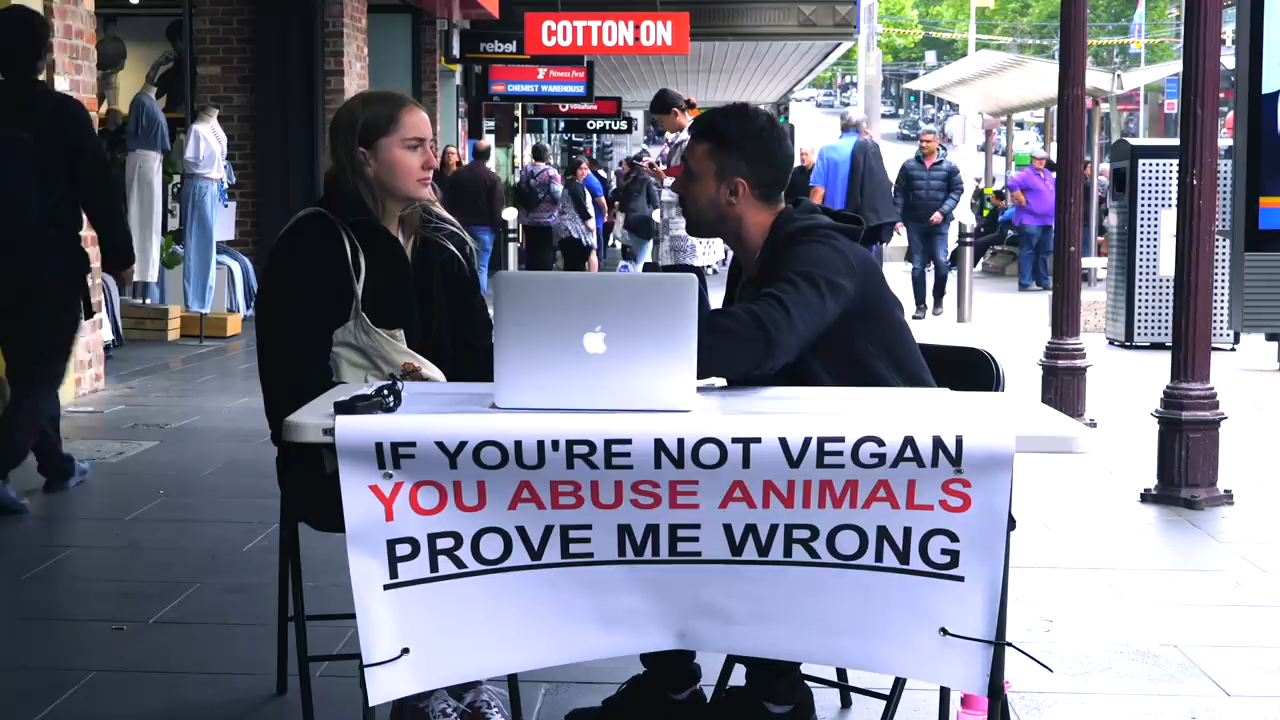 COTTON:ON
rebel
Fitness First
CHEMIST WAREHOUSE
vodafone
OPTUS
IF YOU'RE NOT VEGAN
YOU ABUSE ANIMALS
PROVE ME WRONG